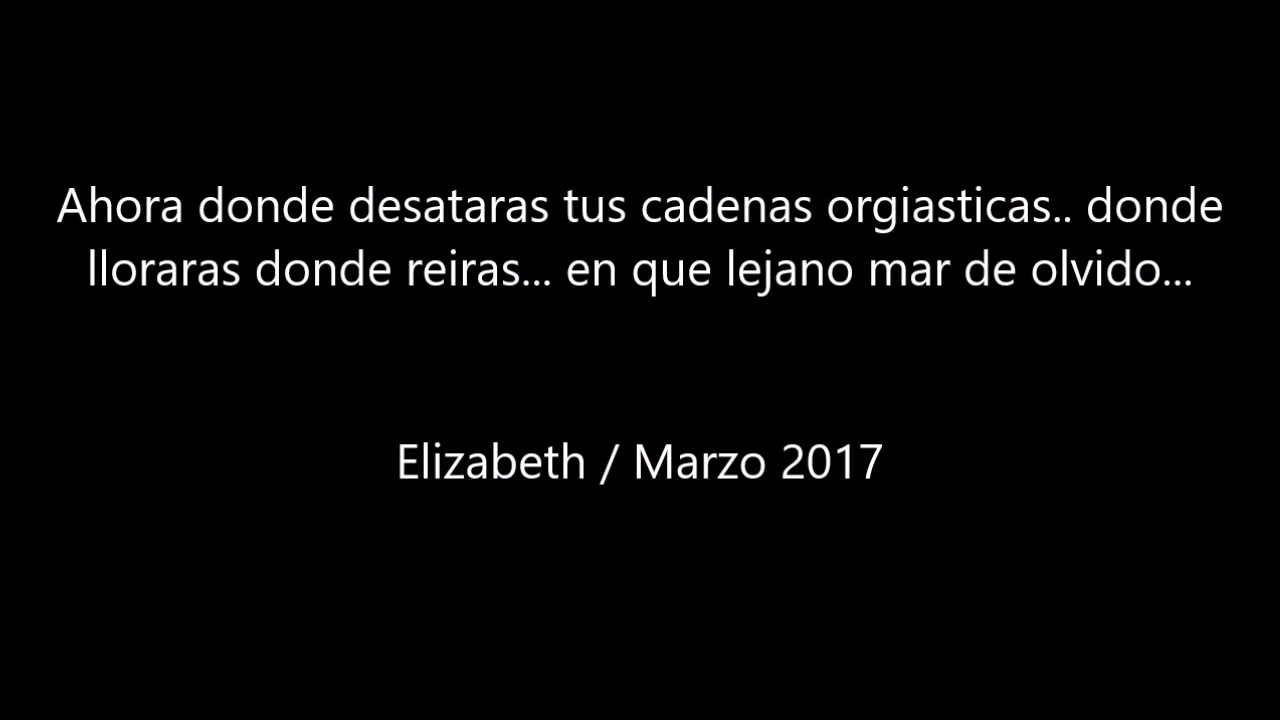 Ahora donde desataras tus cadenas orgiasticas.. donde
lloraras donde reiras... en que lejano mar de olvido...
Elizabeth / Marzo 2017